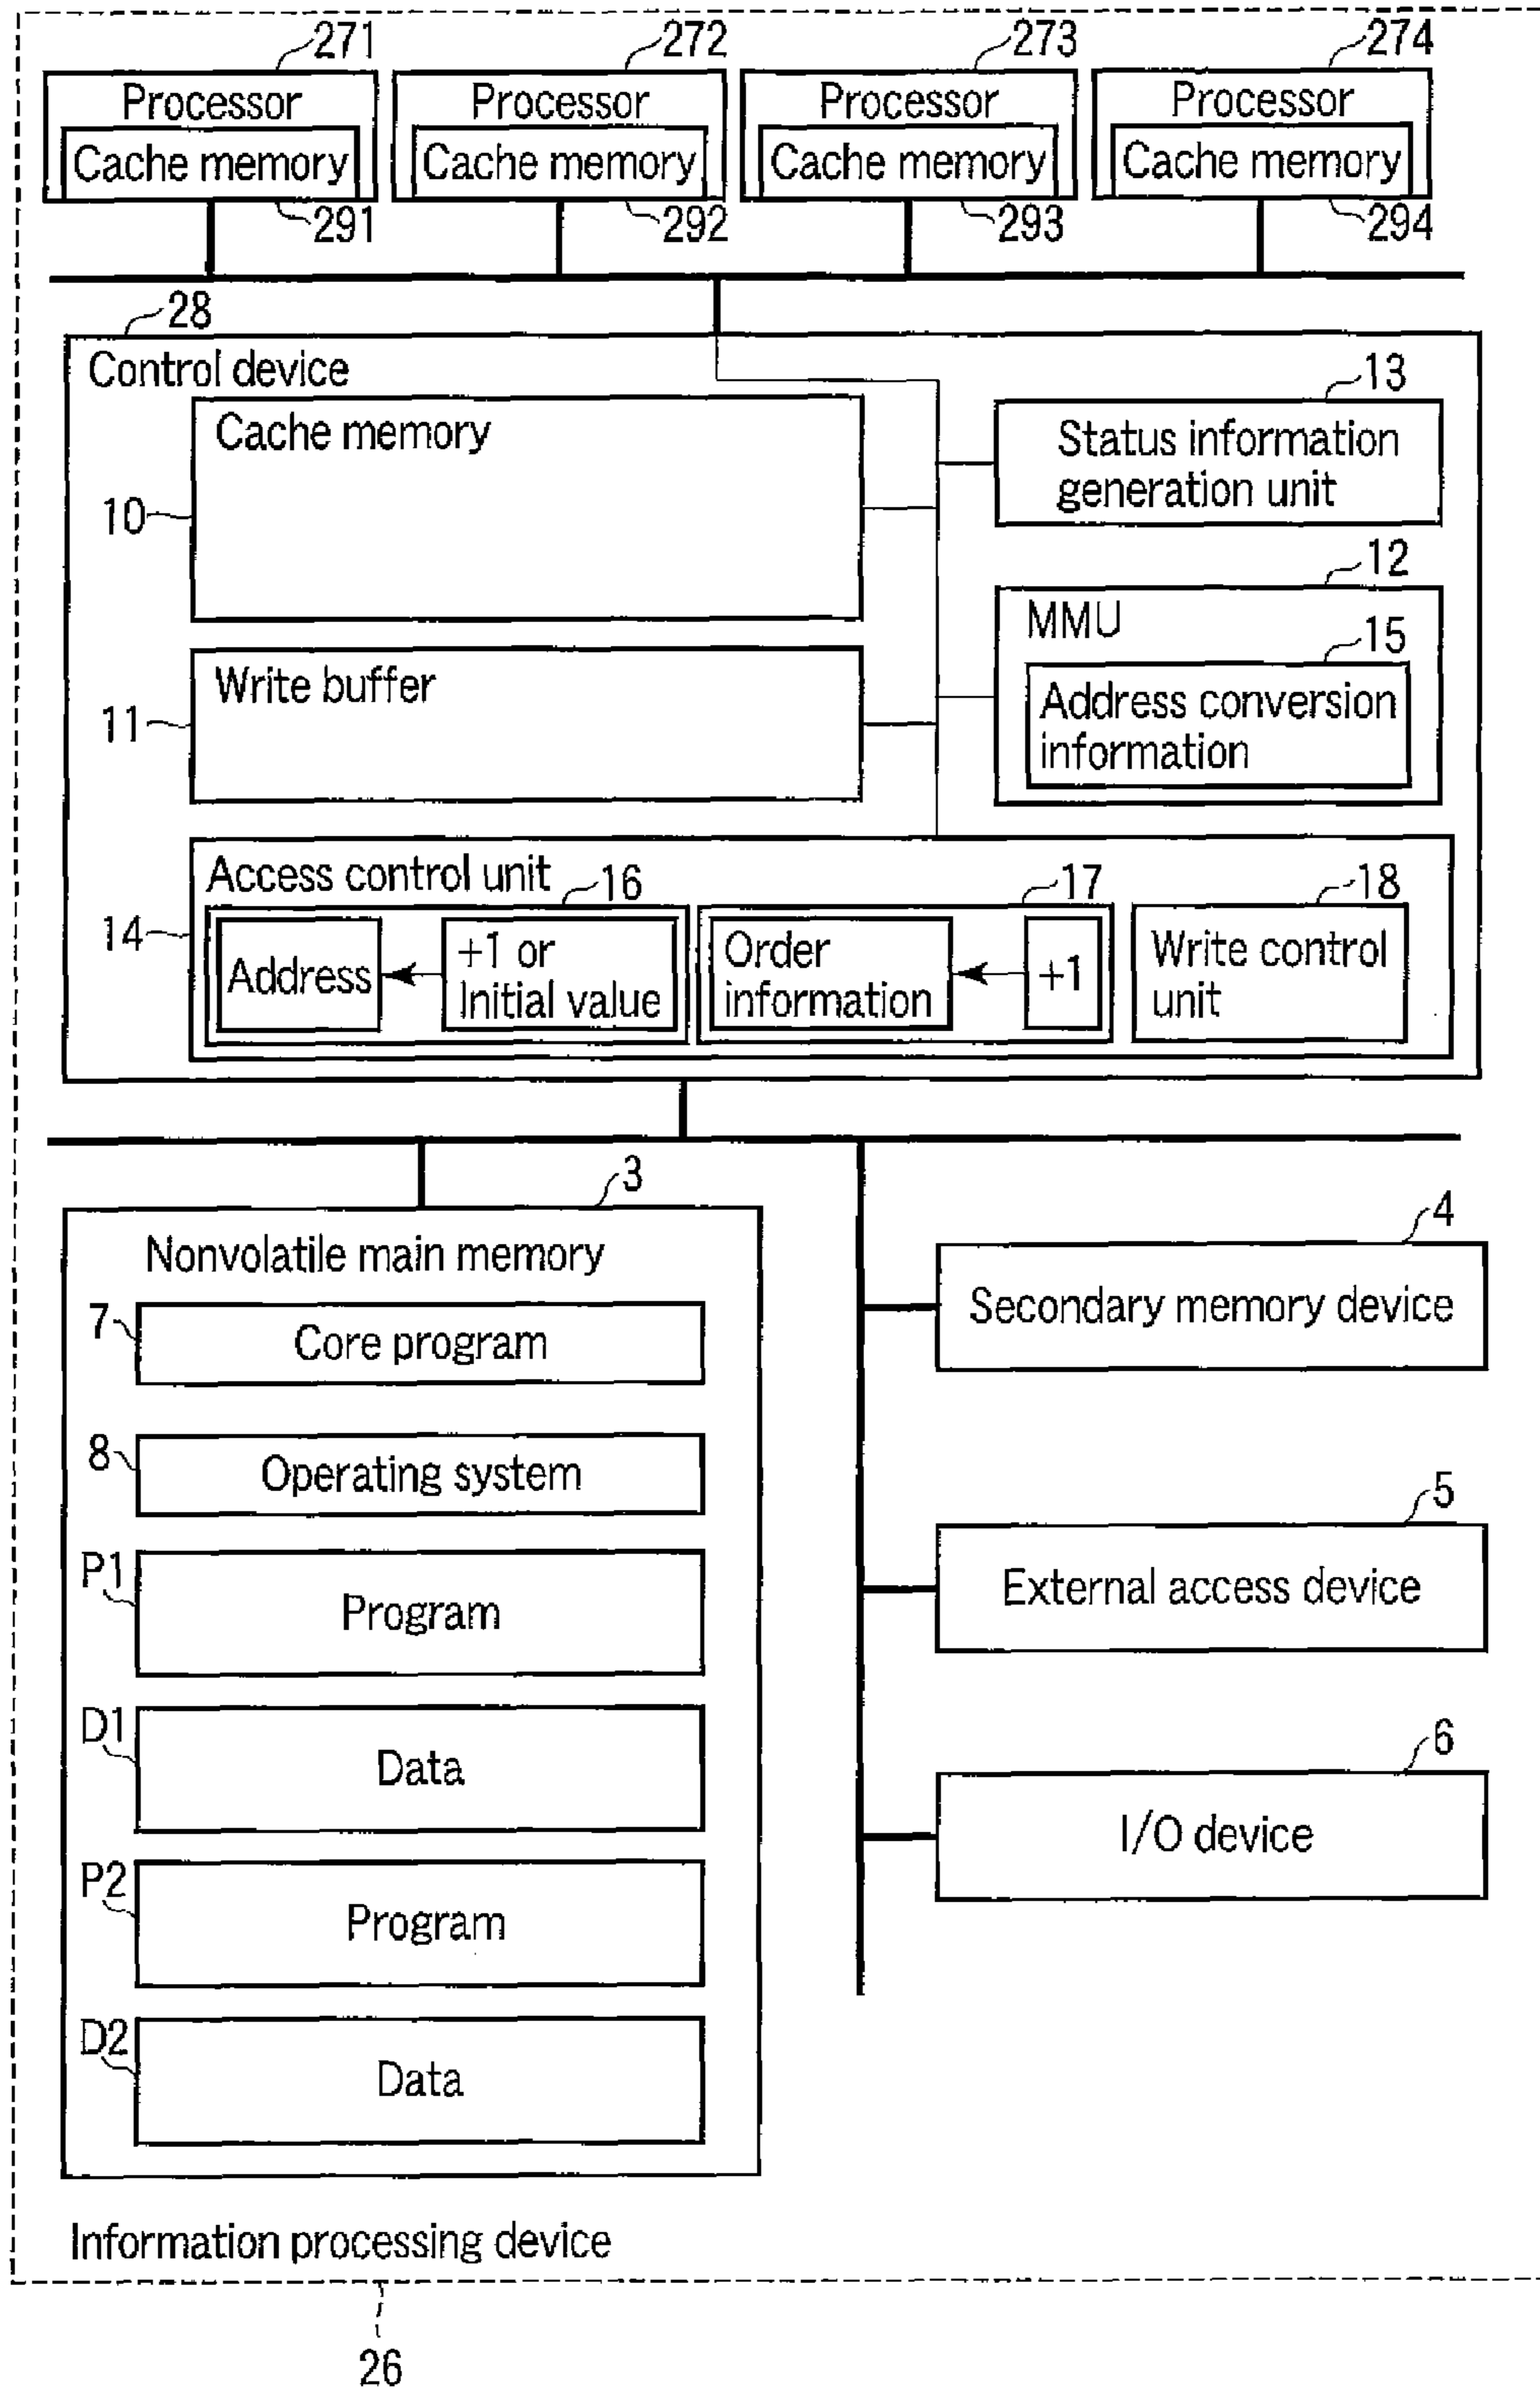 271
272
273
274
Processor
Processor
Processor
Processor
Cache memory
Cache memory
Cache memory
Cache memory
291
292
293
294
28
Control device
13
Cache memory
Status information
generation unit
10
12
MMU
15
Write buffer
Address conversion
information
11
Access control unit
16
17
18
14
Address
+1 or
Initial value
Order
information
+1
Write control
unit
3
Nonvolatile main memory
4
7
Core program
Secondary memory device
8
Operating system
5
P1
Program
External access device
D1
Data
6
I/O device
P2
Program
D2
Data
Information processing device
26